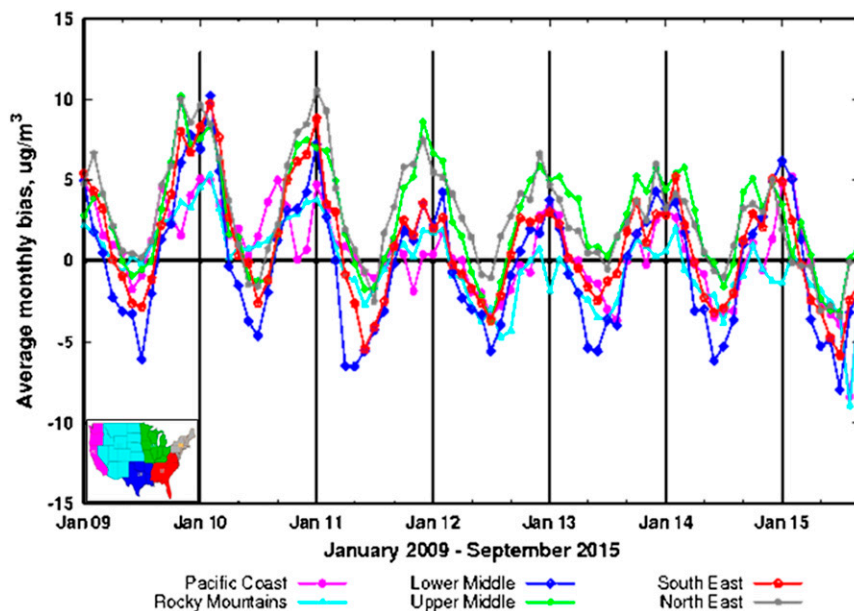 Average monthly bias, ug/m³
15
10
5
0
-5
-10
-15
Jan 09 Jan 10 Jan 11 Jan 12 Jan 13 Jan 14 Jan 15
January 2009 - September 2015
Pacific Coast Lower Middle South East
Rocky Mountains Upper Middle North East